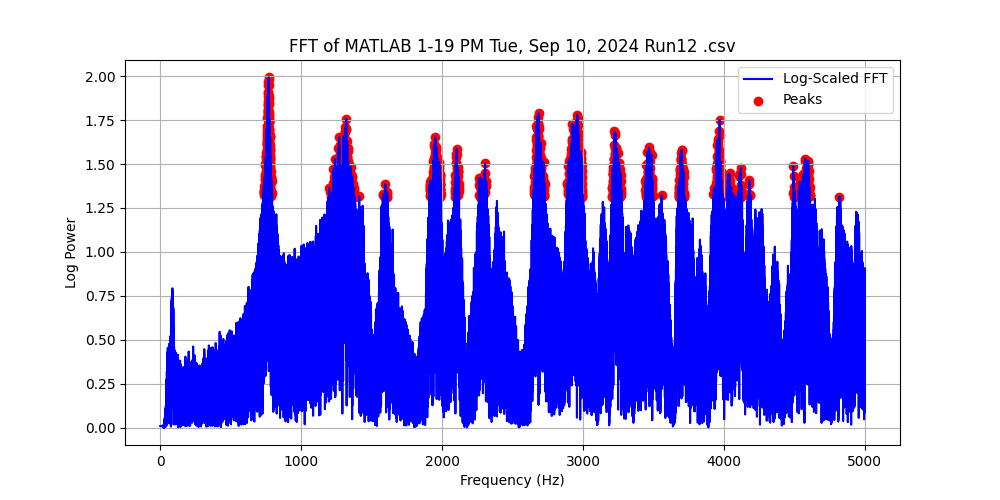 FFT of MATLAB 1-19 PM Tue, Sep 10, 2024 Run12 .csv
Log-Scaled FFT
Peaks
2.00
1.75
1.50
1.25
1.00
0.75
0.50
0.25
0.00
Log Power
0 1000 2000 3000 4000 5000
Frequency (Hz)